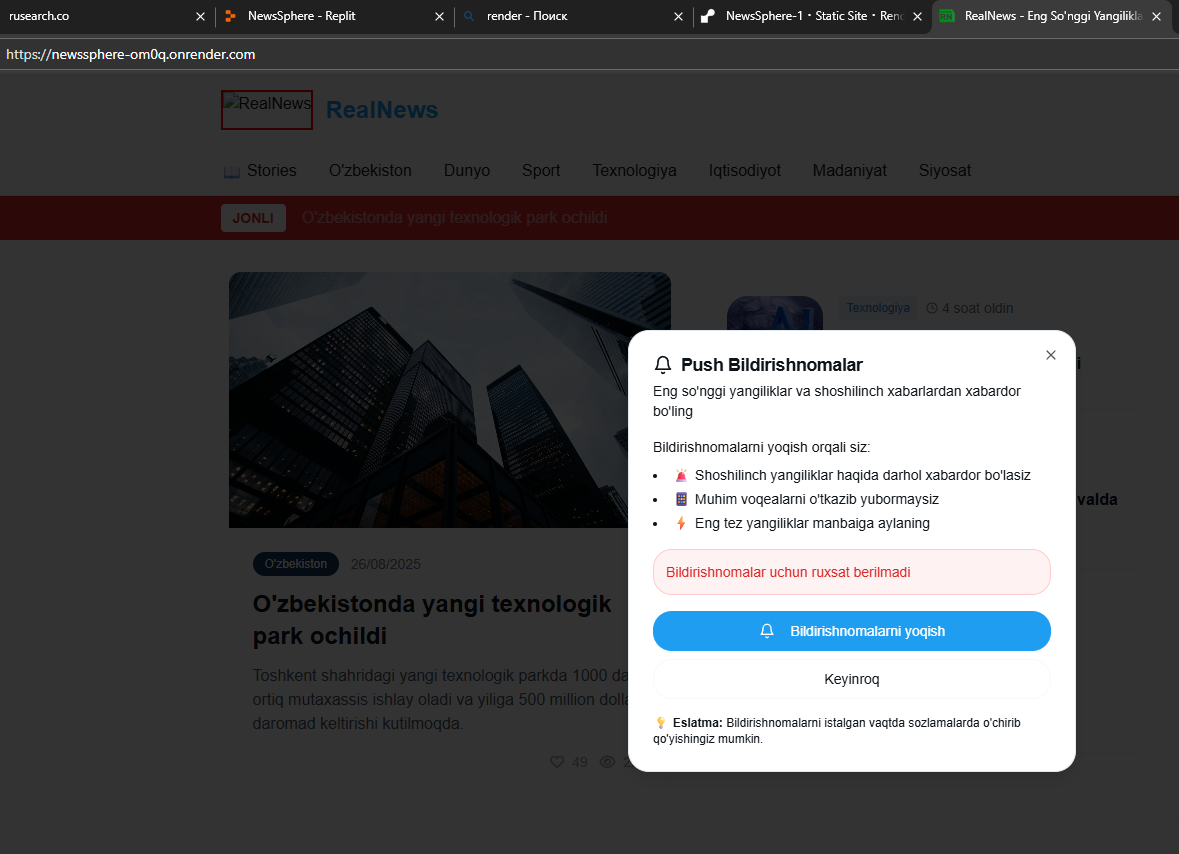 rusearch.co
NewsSphere - Replit
render - Поиск
NewsSphere-1 · Static Site · Ren
RealNews - Eng So'nggi Yangilikla
https://newssphere-om0q.onrender.com
RealNews
RealNews
Stories
O'zbekiston
Dunyo
Sport
Texnologiya
Iqtisodiyot
Madaniyat
Siyosat
JONLI
O'zbekistonda yangi texnologik park ochildi
Texnologiya
4 soat oldin
AI
Push Bildirishnomalar
Eng so'nggi yangiliklar va shoshilinch xabarlardan xabardor
bo'ling
Bildirishnomalarni yoqish orqali siz:
• 🚨 Shoshilinch yangiliklar haqida darhol xabardor bo'lasiz
• 📱 Muhim voqealarni o'tkazib yubormaysiz
• ⚡ Eng tez yangiliklar manbaiga aylaning
Bildirishnomalar uchun ruxsat berilmadi
Bildirishnomalarni yoqish
Keyinroq
💡 Eslatma: Bildirishnomalarni istalgan vaqtda sozlamalarda o'chirib
qo'yishingiz mumkin.
valda
O'zbekiston
26/08/2025
O'zbekistonda yangi texnologik
park ochildi
Toshkent shahridagi yangi texnologik parkda 1000 da
ortiq mutaxassis ishlay oladi va yiliga 500 million dolla
daromad keltirishi kutilmoqda.
49